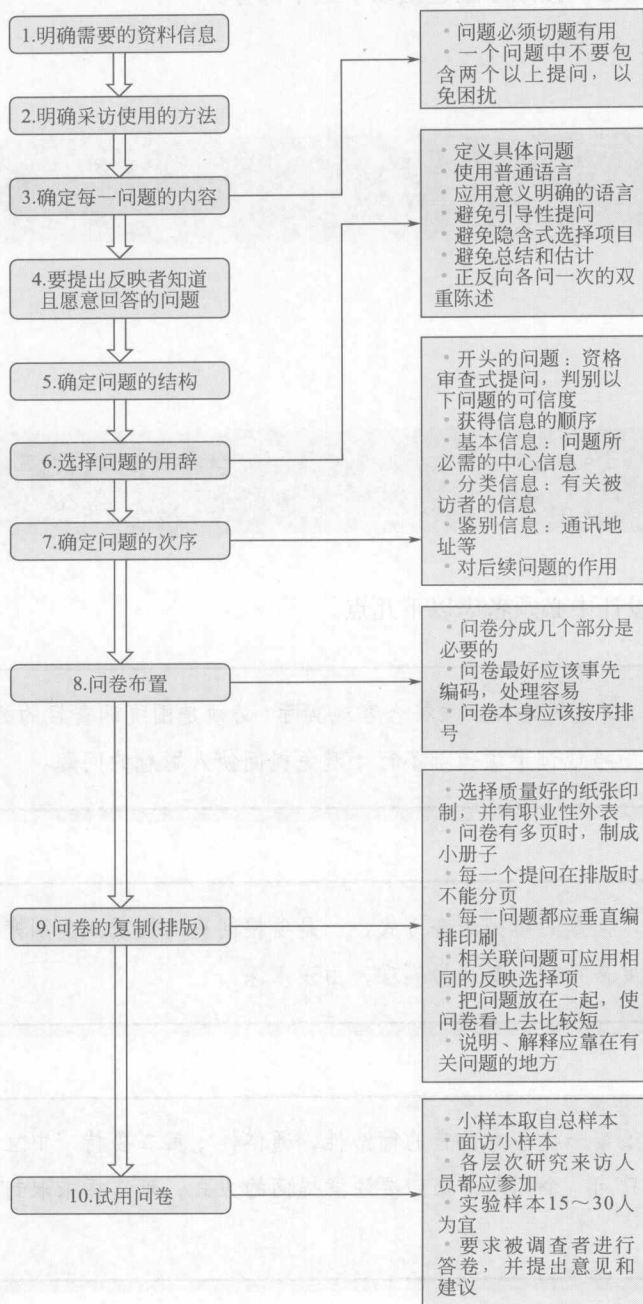 1.明确需要的资料信息
2.明确采访使用的方法
3.确定每一问题的内容
4.要提出反映者知道
且愿意回答的问题
5.确定问题的结构
6.选择问题的用辞
7.确定问题的次序
8.问卷布置
9.问卷的复制(排版)
10.试用问卷
• 问题必须切题有用
• 一个问题中不要包
含两个以上提问，以
免困扰
• 定义具体问题
• 使用普通语言
• 应用意义明确的语言
• 避免引导性提问
• 避免隐含式选择项目
• 避免总结和估计
• 正反向各问一次的双
重陈述
• 开头的问题：资格
审查式提问，判别以
下问题的可信度
• 获得信息的顺序
• 基本信息：问题所
必需的中心信息
• 分类信息：有关被
访者的信息
• 鉴别信息：通讯地
址等
• 对后续问题的作用
• 问卷分成几个部分是
必要的
• 问卷最好应该事先
编码，处理容易
• 问卷本身应该按序排
号
• 选择质量好的纸张印
制，并有职业性外表
• 问卷有多页时，制成
小册子
• 每一个提问在排版时
不能分页
• 每一问题都应垂直编
排印刷
• 相关联问题可应用相
同的反映选择项
• 把问题放在一起，使
问卷看上去比较短
• 说明、解释应靠在有
关问题的地方
• 小样本取自总样本
• 面访小样本
• 各层次研究来访人
员都应参加
• 实验样本15～30人
为宜
• 要求被调查者进行
答卷，并提出意见和
建议